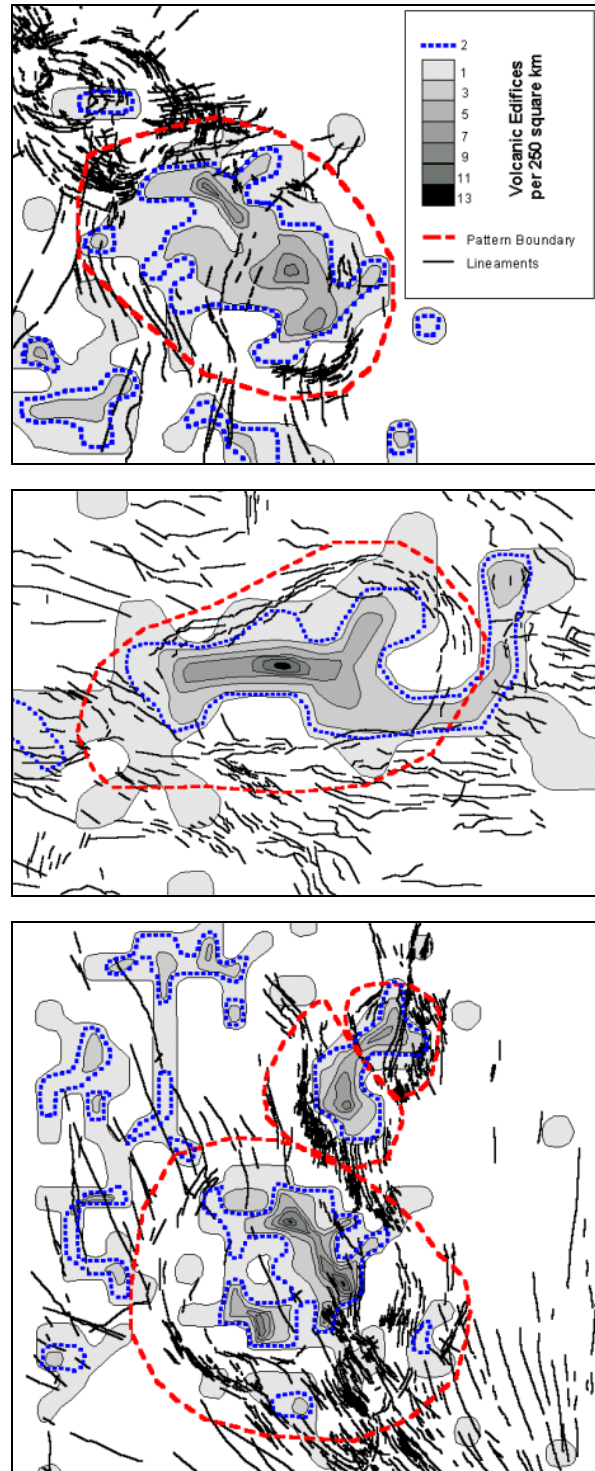 2
1
3
5
7
9
11
13
Volcanic Edifices
per 250 square km
Pattern Boundary
Lineaments